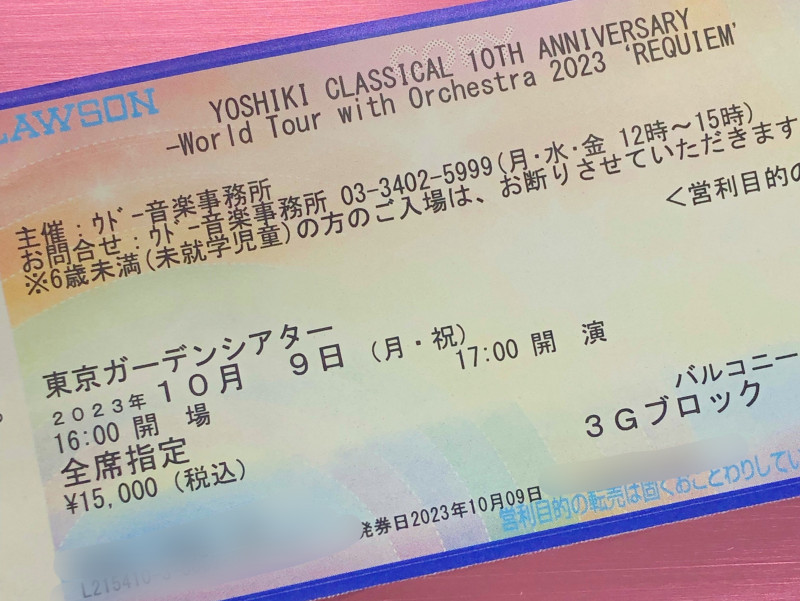 LAWSON
YOSHIKI CLASSICAL 10TH ANNIVERSARY
-World Tour with Orchestra 2023 'REQUIEM'
主催：ｳﾄﾞｰ音楽事務所
お問合せ：ｳﾄﾞｰ音楽事務所 03-3402-5999(月・水・金 12時～15時)
※6歳未満(未就学児童)の方のご入場は、お断りさせていただきます
＜営利目的の
東京ガーデンシアター
2023年10月 9日 (月・祝)
16:00 開 場 17:00 開 演
全席指定 バルコニー
¥15,000 (税込) 3Gブロック
発券日2023年10月09日
営利目的の転売は固くおことわりしてい